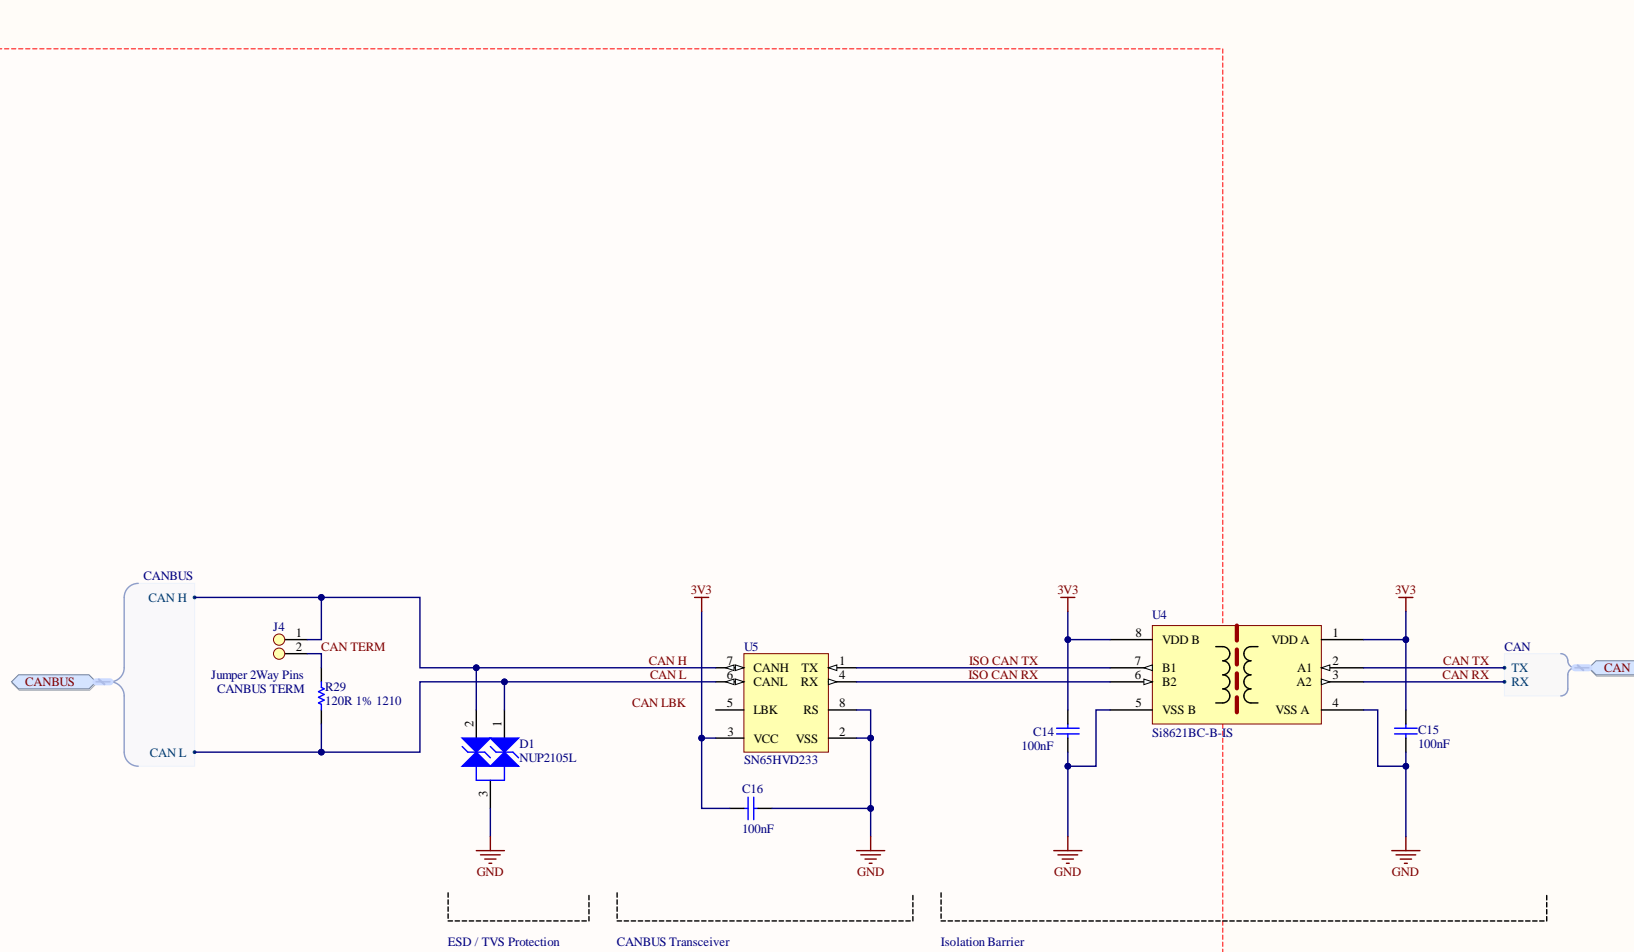 CANBUS
CANBUS
CAN H
CAN L
J4
1
2
CAN TERM
Jumper 2Way Pins
CANBUS TERM
R29
120R 1% 1210
2
1
D1
NUP2105L
3
GND
ESD / TVS Protection
3V3
CAN H
CAN L
CAN LBK
U5
7
6
5
3
CANH
CANL
LBK
VCC
TX
RX
RS
VSS
1
4
8
2
SN65HVD233
C16
100nF
GND
CANBUS Transceiver
ISO CAN TX
ISO CAN RX
3V3
C14
100nF
GND
U4
8
7
6
5
VDD B
B1
B2
VSS B
VDD A
A1
A2
VSS A
1
2
3
4
Si8621BC-B-IS
3V3
C15
100nF
GND
CAN TX
CAN RX
CAN
TX
RX
CAN
Isolation Barrier